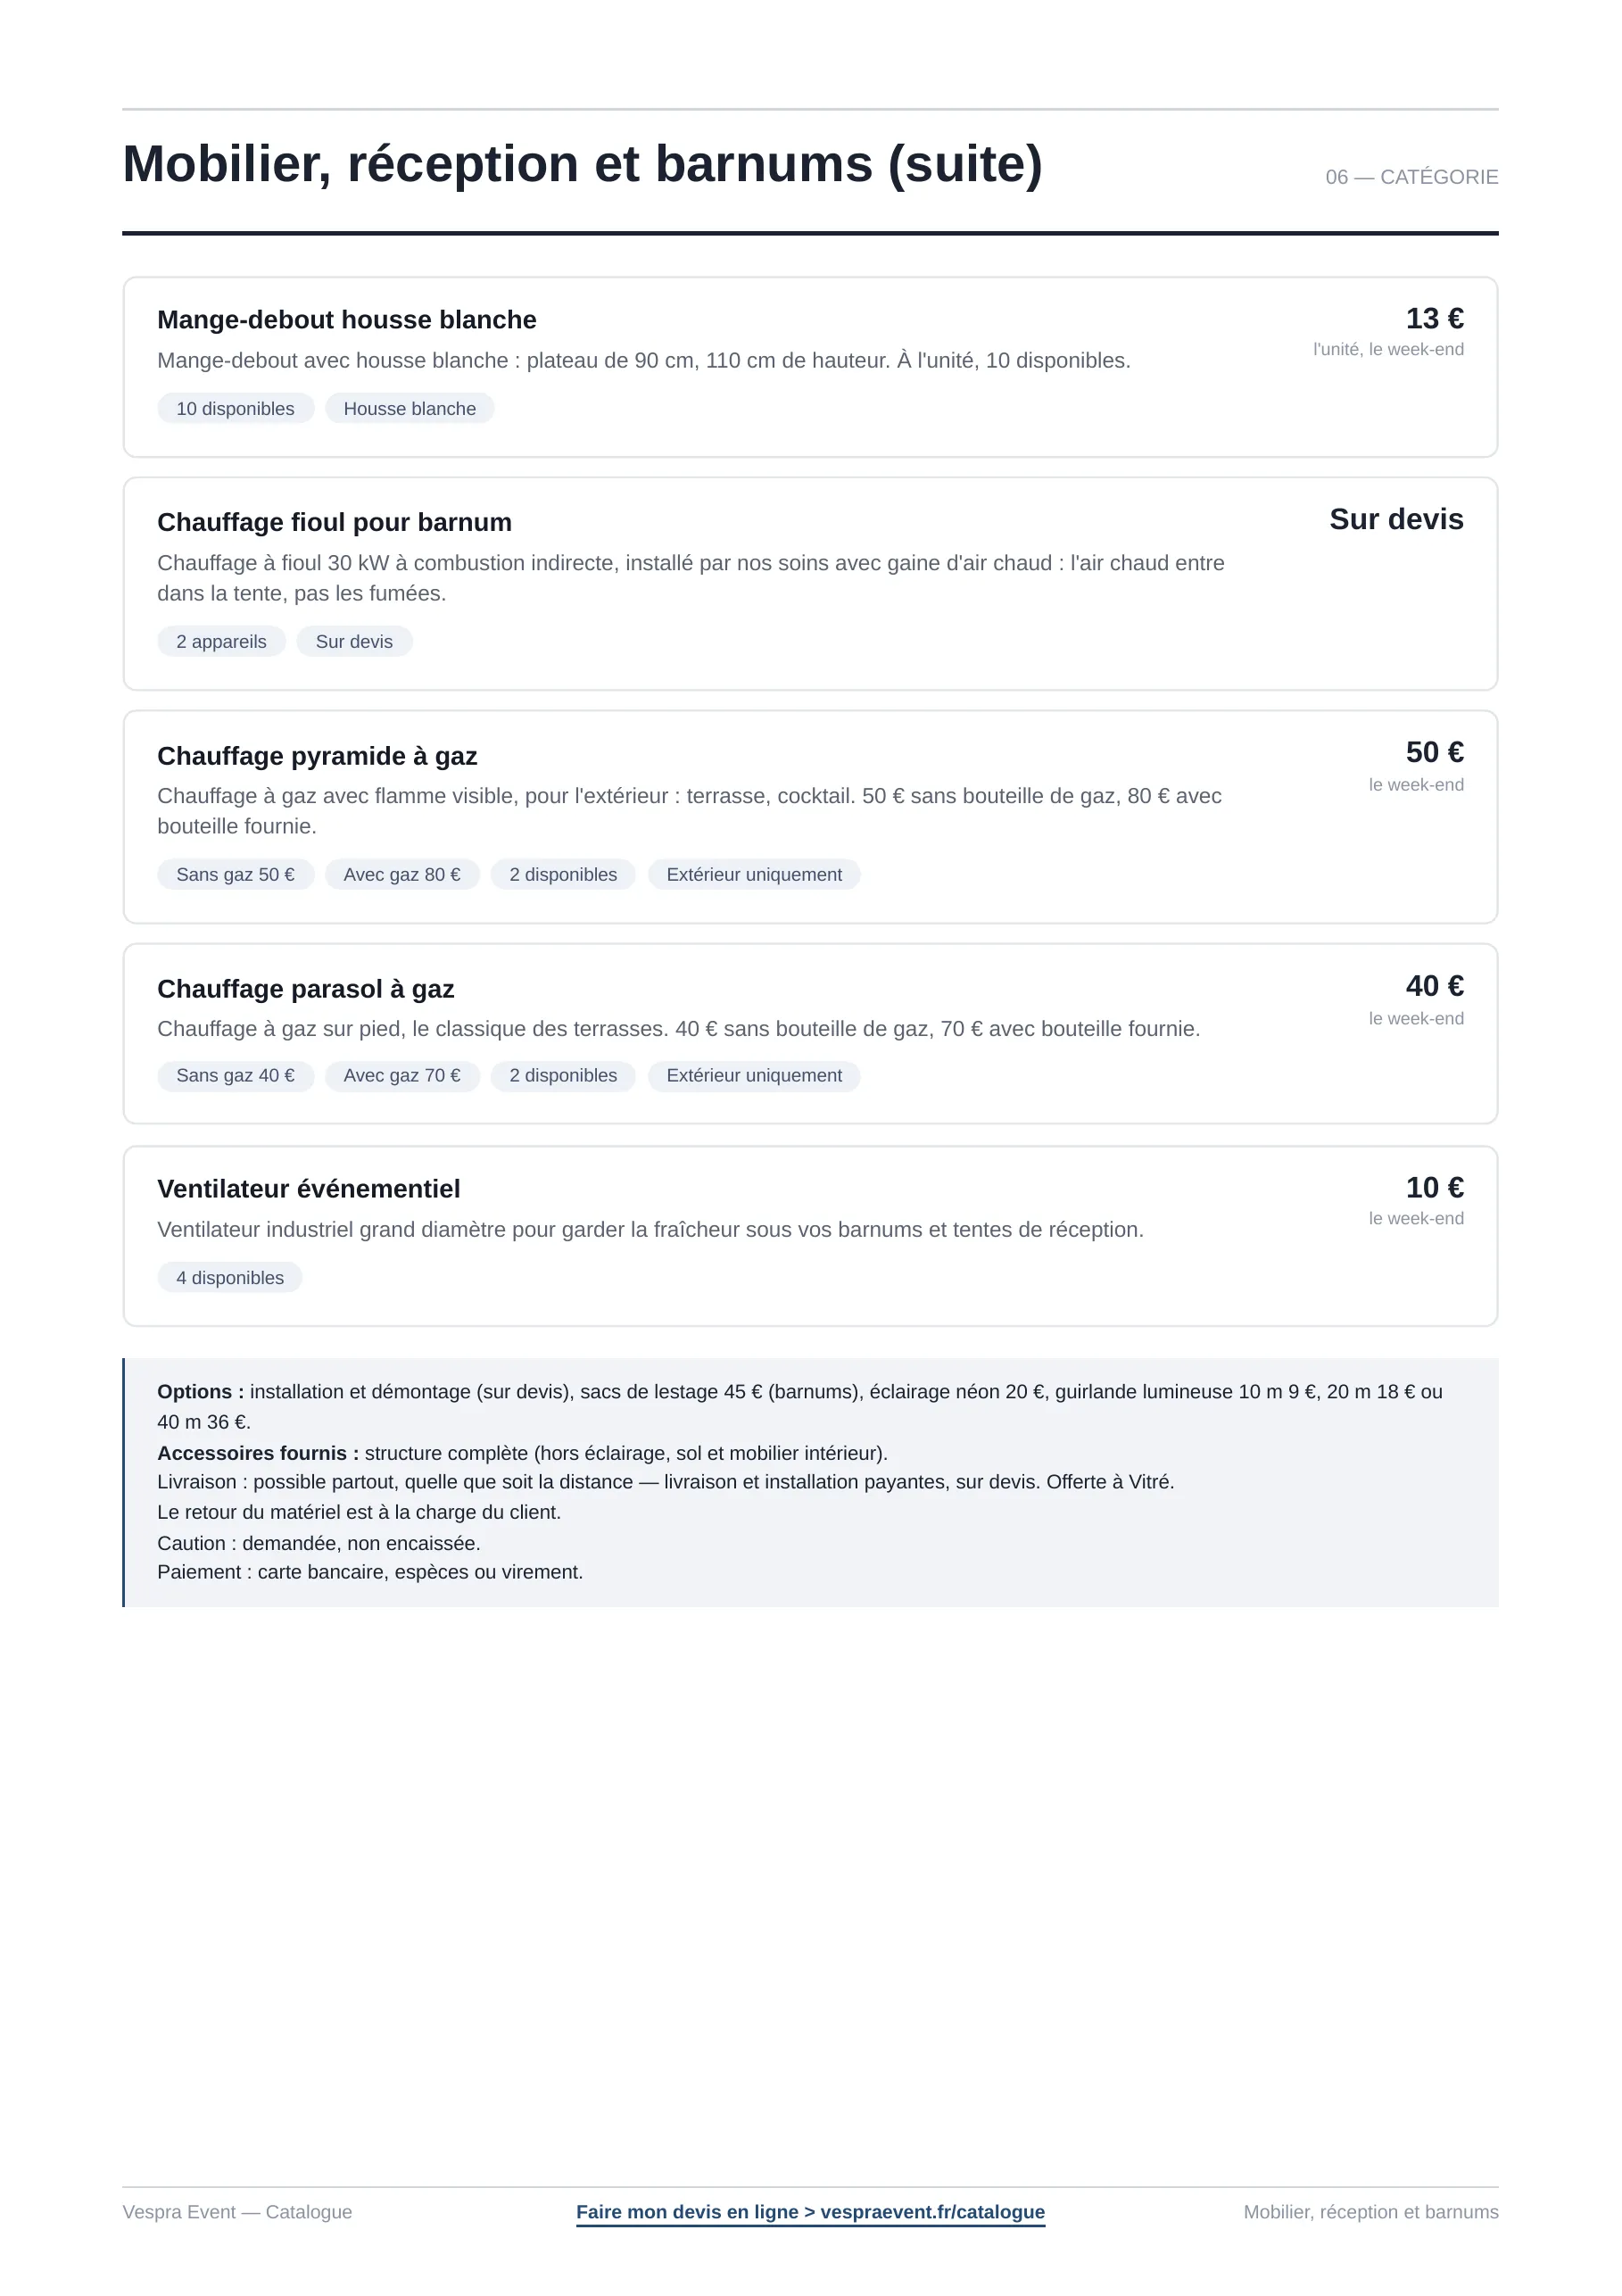 Mobilier, réception et barnums (suite)
06 — CATÉGORIE
Mange-debout housse blanche
13 €
l'unité, le week-end
Mange-debout avec housse blanche : plateau de 90 cm, 110 cm de hauteur. À l'unité, 10 disponibles.
10 disponibles
Housse blanche
Chauffage fioul pour barnum
Sur devis
Chauffage à fioul 30 kW à combustion indirecte, installé par nos soins avec gaine d'air chaud : l'air chaud entre
dans la tente, pas les fumées.
2 appareils
Sur devis
Chauffage pyramide à gaz
50 €
le week-end
Chauffage à gaz avec flamme visible, pour l'extérieur : terrasse, cocktail. 50 € sans bouteille de gaz, 80 € avec
bouteille fournie.
Sans gaz 50 €
Avec gaz 80 €
2 disponibles
Extérieur uniquement
Chauffage parasol à gaz
40 €
le week-end
Chauffage à gaz sur pied, le classique des terrasses. 40 € sans bouteille de gaz, 70 € avec bouteille fournie.
Sans gaz 40 €
Avec gaz 70 €
2 disponibles
Extérieur uniquement
Ventilateur événementiel
10 €
le week-end
Ventilateur industriel grand diamètre pour garder la fraîcheur sous vos barnums et tentes de réception.
4 disponibles
Options : installation et démontage (sur devis), sacs de lestage 45 € (barnums), éclairage néon 20 €, guirlande lumineuse 10 m 9 €, 20 m 18 € ou
40 m 36 €.
Accessoires fournis : structure complète (hors éclairage, sol et mobilier intérieur).
Livraison : possible partout, quelle que soit la distance — livraison et installation payantes, sur devis. Offerte à Vitré.
Le retour du matériel est à la charge du client.
Caution : demandée, non encaissée.
Paiement : carte bancaire, espèces ou virement.
Vespra Event — Catalogue
Faire mon devis en ligne > vespraevent.fr/catalogue
Mobilier, réception et barnums